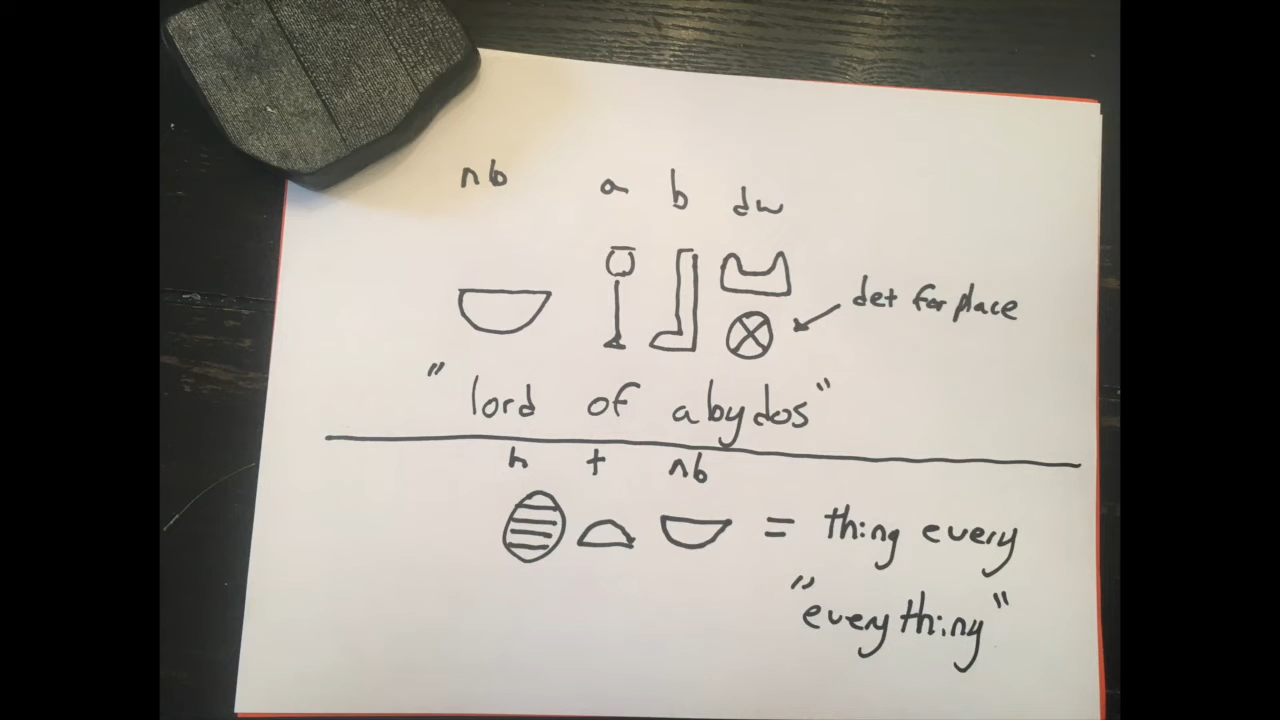 nb a b dw
det for place
"lord of abydos"
h t nb
= thing every
"everything"